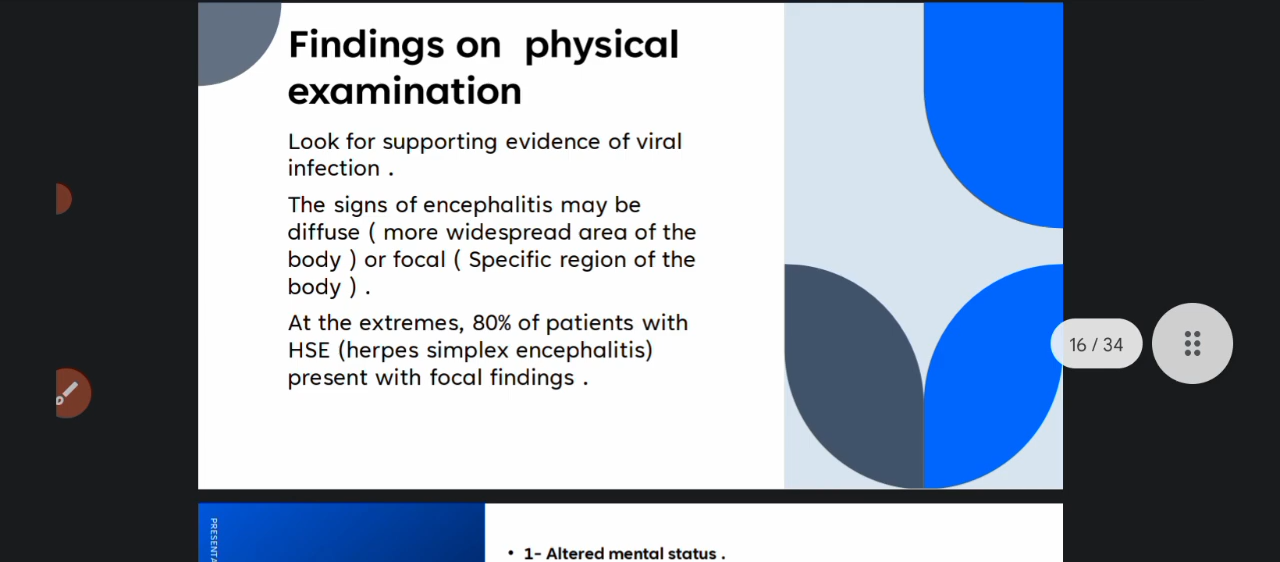 Findings on physical
examination
Look for supporting evidence of viral
infection .
The signs of encephalitis may be
diffuse ( more widespread area of the
body ) or focal ( Specific region of the
body ) .
At the extremes, 80% of patients with
HSE (herpes simplex encephalitis)
present with focal findings .
16 / 34
PRESENTA
• 1- Altered mental status .